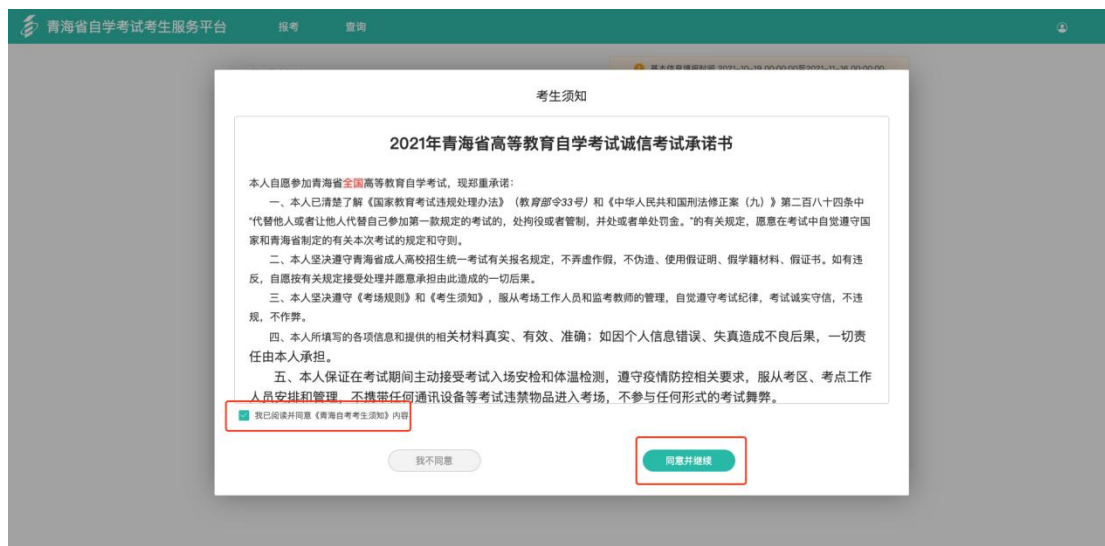 青海省自学考试考生服务平台 报考 查询
基本信息填报时间 2021-10-19 00:00:00至2021-11-16 00:00:00
考生须知
2021年青海省高等教育自学考试诚信考试承诺书
本人自愿参加青海省全国高等教育自学考试，现郑重承诺：
一、本人已清楚了解《国家教育考试违规处理办法》（教育部令33号）和《中华人民共和国刑法修正案（九）》第二百八十四条中
“代替他人或者让他人代替自己参加第一款规定的考试的，处拘役或者管制，并处或者单处罚金。”的有关规定，愿意在考试中自觉遵守国
家和青海省制定的有关本次考试的规定和守则。
二、本人坚决遵守青海省成人高校招生统一考试有关报名规定，不弄虚作假，不伪造、使用假证明、假学籍材料、假证书。如有违
反，自愿按有关规定接受处理并愿意承担由此造成的一切后果。
三、本人坚决遵守《考场规则》和《考生须知》，服从考场工作人员和监考教师的管理，自觉遵守考试纪律，考试诚实守信，不违
规，不作弊。
四、本人所填写的各项信息和提供的相关材料真实、有效、准确；如因个人信息错误、失真造成不良后果，一切责
任由本人承担。
五、本人保证在考试期间主动接受考试入场安检和体温检测，遵守疫情防控相关要求，服从考区、考点工作
人员安排和管理，不携带任何通讯设备等考试违禁物品进入考场，不参与任何形式的考试舞弊。
我已阅读并同意《青海自考考生须知》内容
我不同意 同意并继续